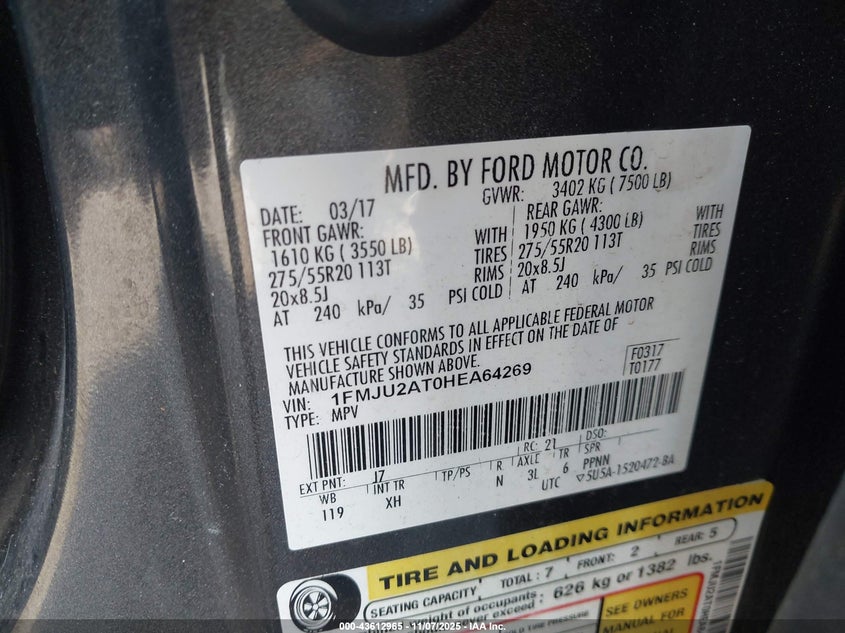 MFD. BY FORD MOTOR CO.
DATE: 03/17 GVWR: 3402 KG ( 7500 LB)
FRONT GAWR: REAR GAWR:
1610 KG ( 3550 LB) WITH 1950 KG ( 4300 LB) WITH
275/55R20 113T TIRES 275/55R20 113T TIRES
20x8.5J RIMS 20x8.5J RIMS
AT 240 kPa/ 35 PSI COLD AT 240 kPa/ 35 PSI COLD
THIS VEHICLE CONFORMS TO ALL APPLICABLE FEDERAL MOTOR
VEHICLE SAFETY STANDARDS IN EFFECT ON THE DATE OF
MANUFACTURE SHOWN ABOVE.
F0317
VIN: 1FMJU2AT0HEA64269 T0177
TYPE: MPV
RC: 21 DSO:
EXT PNT: J7 R AXLE TR SPR
WB INT TR TP/PS N 3L 6 PPNN
119 XH UTC 5U5A-1520472-BA
TIRE AND LOADING INFORMATION
SEATING CAPACITY TOTAL: 7 FRONT: 2 REAR: 5
of occupants
exceed : 626 kg or 1382 lbs.
SEE OWNERS
MANUAL FOR
000-43612965 - 11/07/2025 - IAAI Inc.